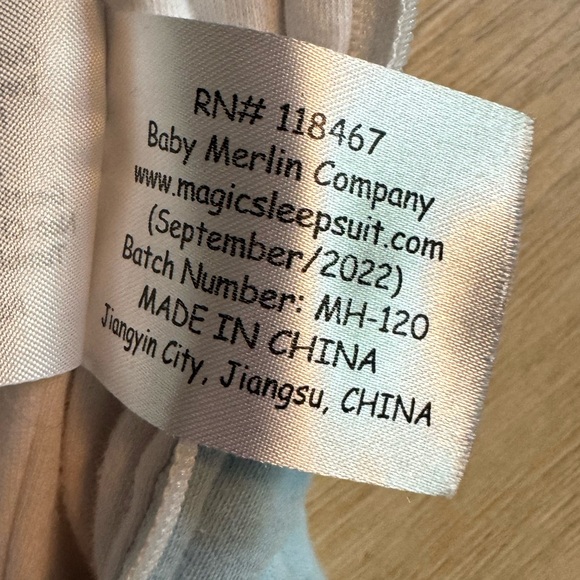 RN# 118467
Baby Merlin Company
www.magicsleepsuit.com
(September/2022)
Batch Number: MH-120
MADE IN CHINA
Jiangyin City, Jiangsu, CHINA